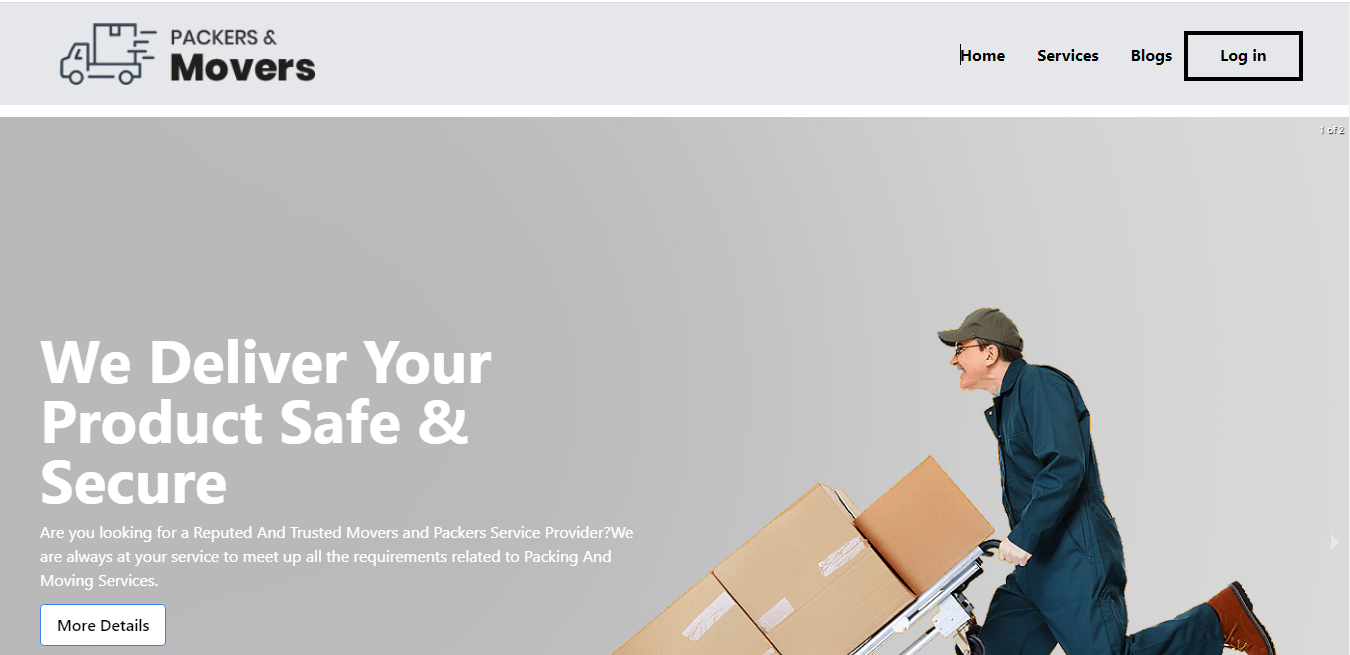 PACKERS &
Movers
Home Services Blogs Log in
1 of 2
We Deliver Your
Product Safe &
Secure
Are you looking for a Reputed And Trusted Movers and Packers Service Provider?We
are always at your service to meet up all the requirements related to Packing And
Moving Services.
More Details